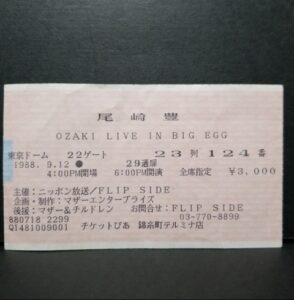 尾崎豊
OZAKI LIVE IN BIG EGG
東京ドーム 22ゲート 23列 124番
1988. 9.12 ● 29通扉
4:00PM開場 6:00PM開演 全席指定 ¥3,000
主催：ニッポン放送／FLIP SIDE
企画・制作：マザーエンタープライズ
後援：マザー&チルドレン お問合せ：FLIP SIDE
880718 2299 03-770-8899
Q1481009001 チケットぴあ 錦糸町テルミナ店